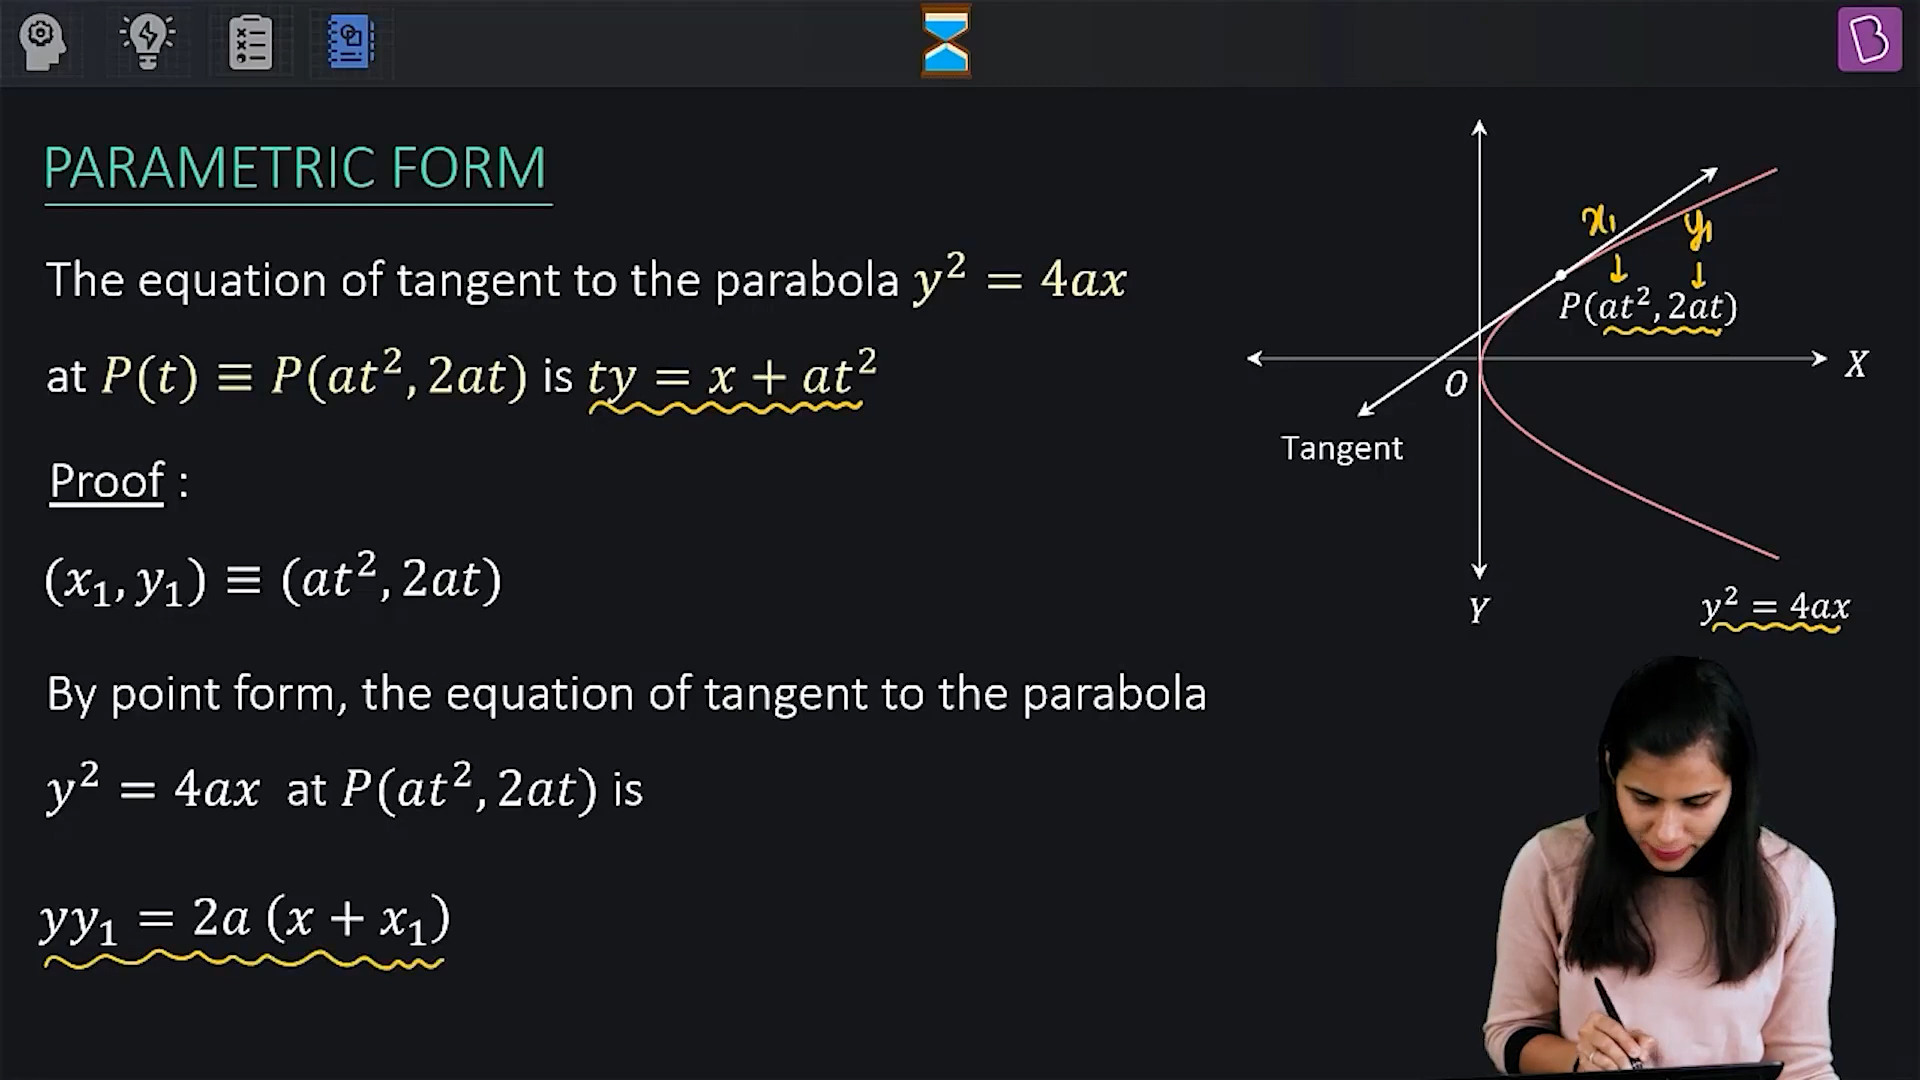 PARAMETRIC FORM
The equation of tangent to the parabola y² = 4ax
at P(t) ≡ P(at², 2at) is ty = x + at²
Proof :
(x₁, y₁) ≡ (at², 2at)
By point form, the equation of tangent to the parabola
y² = 4ax at P(at², 2at) is
yy₁ = 2a (x + x₁)
x₁ y₁
P(at², 2at)
X
O
Tangent
Y
y² = 4ax
B